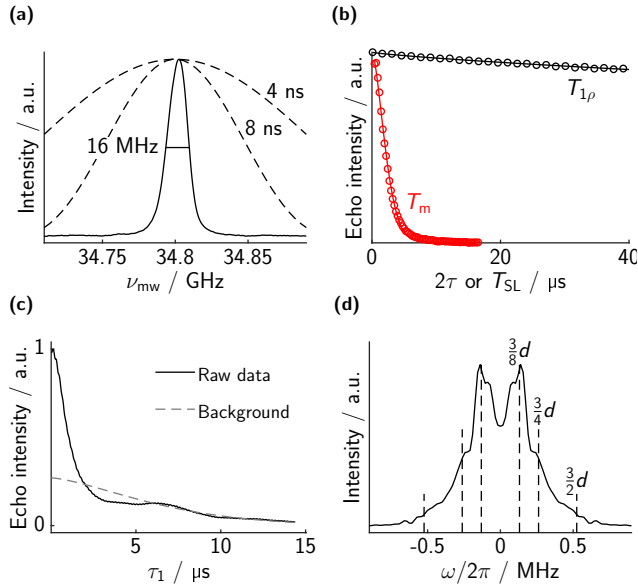 (a)
Intensity / a.u.
4 ns
8 ns
16 MHz
34.75
34.8
34.85
ν_mw / GHz
(b)
Echo intensity / a.u.
T_1ρ
T_m
0
20
40
2τ or T_SL / µs
(c)
Echo intensity / a.u.
1
0
Raw data
Background
5
10
15
τ_1 / µs
(d)
Intensity / a.u.
3/8 d
3/4 d
3/2 d
-0.5
0
0.5
ω/2π / MHz